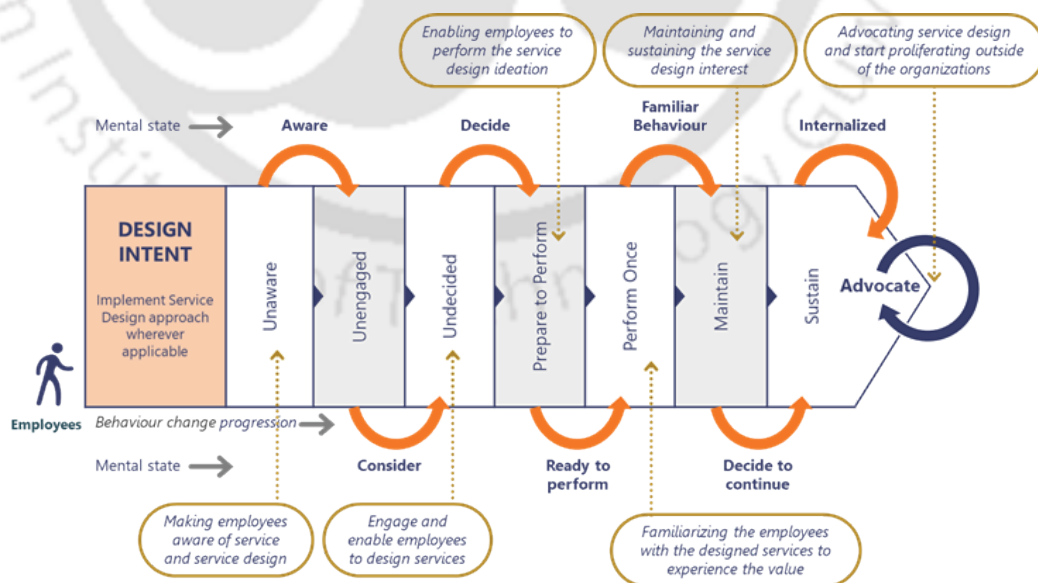 Enabling employees to
perform the service
design ideation
Maintaining and
sustaining the service
design interest
Advocating service design
and start proliferating outside
of the organizations
Mental state
Aware
Decide
Familiar
Behaviour
Internalized
DESIGN
INTENT
Implement Service
Design approach
wherever
applicable
Unaware
Unengaged
Undecided
Prepare to Perform
Perform Once
Maintain
Sustain
Advocate
Employees
Behaviour change progression
Mental state
Consider
Ready to
perform
Decide to
continue
Making employees
aware of service
and service design
Engage and
enable employees
to design services
Familiarizing the employees
with the designed services to
experience the value